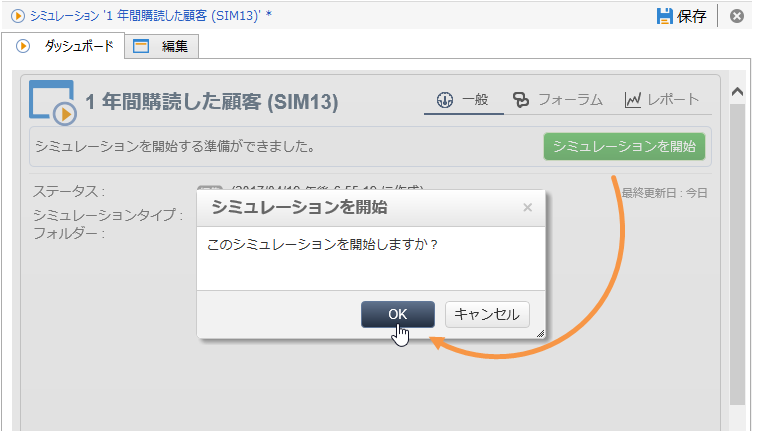 シミュレーション '1 年間購読した顧客 (SIM13)' *
保存
ダッシュボード
編集
1 年間購読した顧客 (SIM13)
一般
フォーラム
レポート
シミュレーションを開始する準備ができました。
シミュレーションを開始
ステータス :
最終更新日 : 今日
シミュレーションタイプ :
フォルダー :
シミュレーションを開始
×
このシミュレーションを開始しますか ?
OK
キャンセル